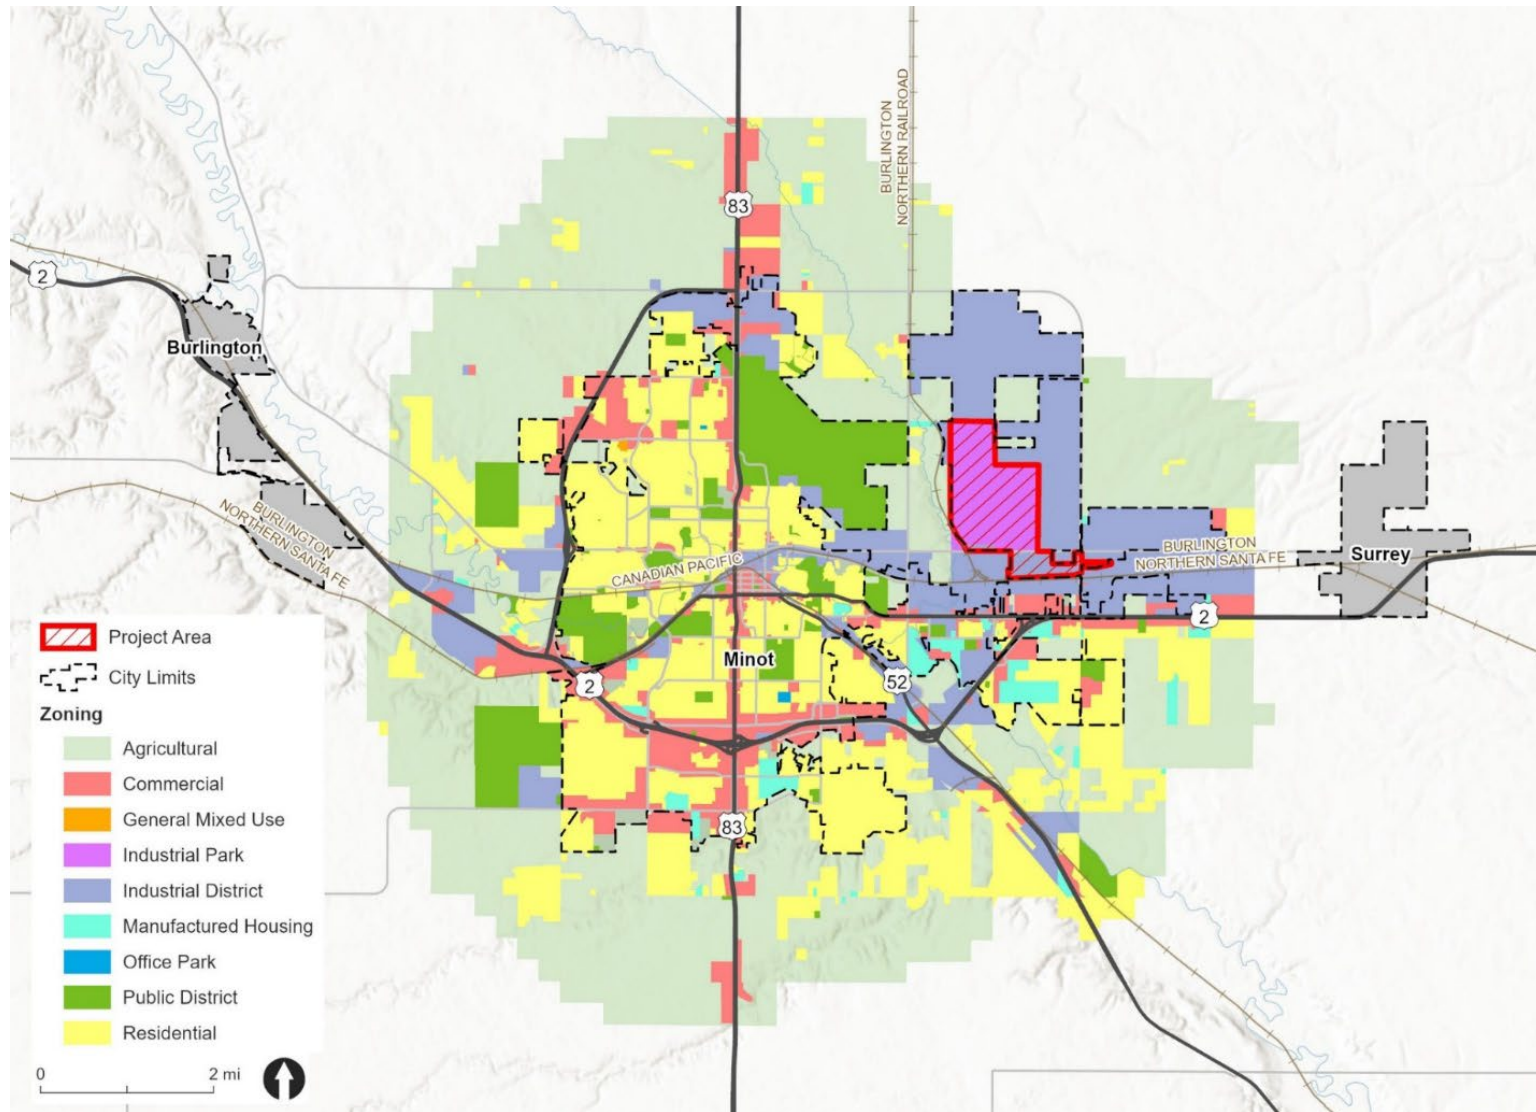 BURLINGTON
NORTHERN RAILROAD
83
2
Burlington
BURLINGTON
NORTHERN SANTA FE
CANADIAN PACIFIC
BURLINGTON
NORTHERN SANTA FE
Surrey
2
Minot
2
52
83
Project Area
City Limits
Zoning
Agricultural
Commercial
General Mixed Use
Industrial Park
Industrial District
Manufactured Housing
Office Park
Public District
Residential
0 2 mi